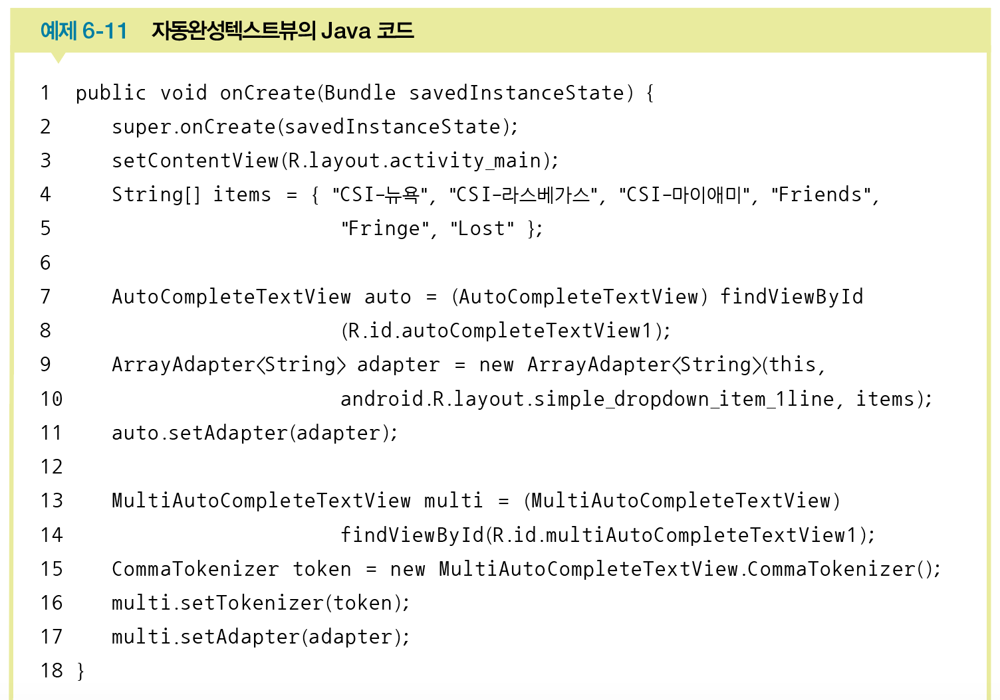 예제 6-11 자동완성텍스트뷰의 Java 코드
1 public void onCreate(Bundle savedInstanceState) {
2 super.onCreate(savedInstanceState);
3 setContentView(R.layout.activity_main);
4 String[] items = { "CSI-뉴욕", "CSI-라스베가스", "CSI-마이애미", "Friends",
5 "Fringe", "Lost" };
6
7 AutoCompleteTextView auto = (AutoCompleteTextView) findViewById
8 (R.id.autoCompleteTextView1);
9 ArrayAdapter<String> adapter = new ArrayAdapter<String>(this,
10 android.R.layout.simple_dropdown_item_1line, items);
11 auto.setAdapter(adapter);
12
13 MultiAutoCompleteTextView multi = (MultiAutoCompleteTextView)
14 findViewById(R.id.multiAutoCompleteTextView1);
15 CommaTokenizer token = new MultiAutoCompleteTextView.CommaTokenizer();
16 multi.setTokenizer(token);
17 multi.setAdapter(adapter);
18 }